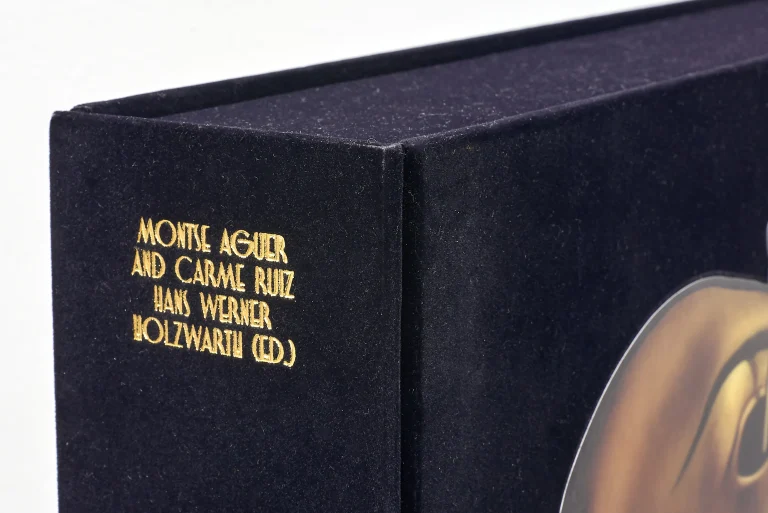 MONTSE AGUER
AND CARME RUIZ
HANS WERNER
HOLZWARTH (ED.)